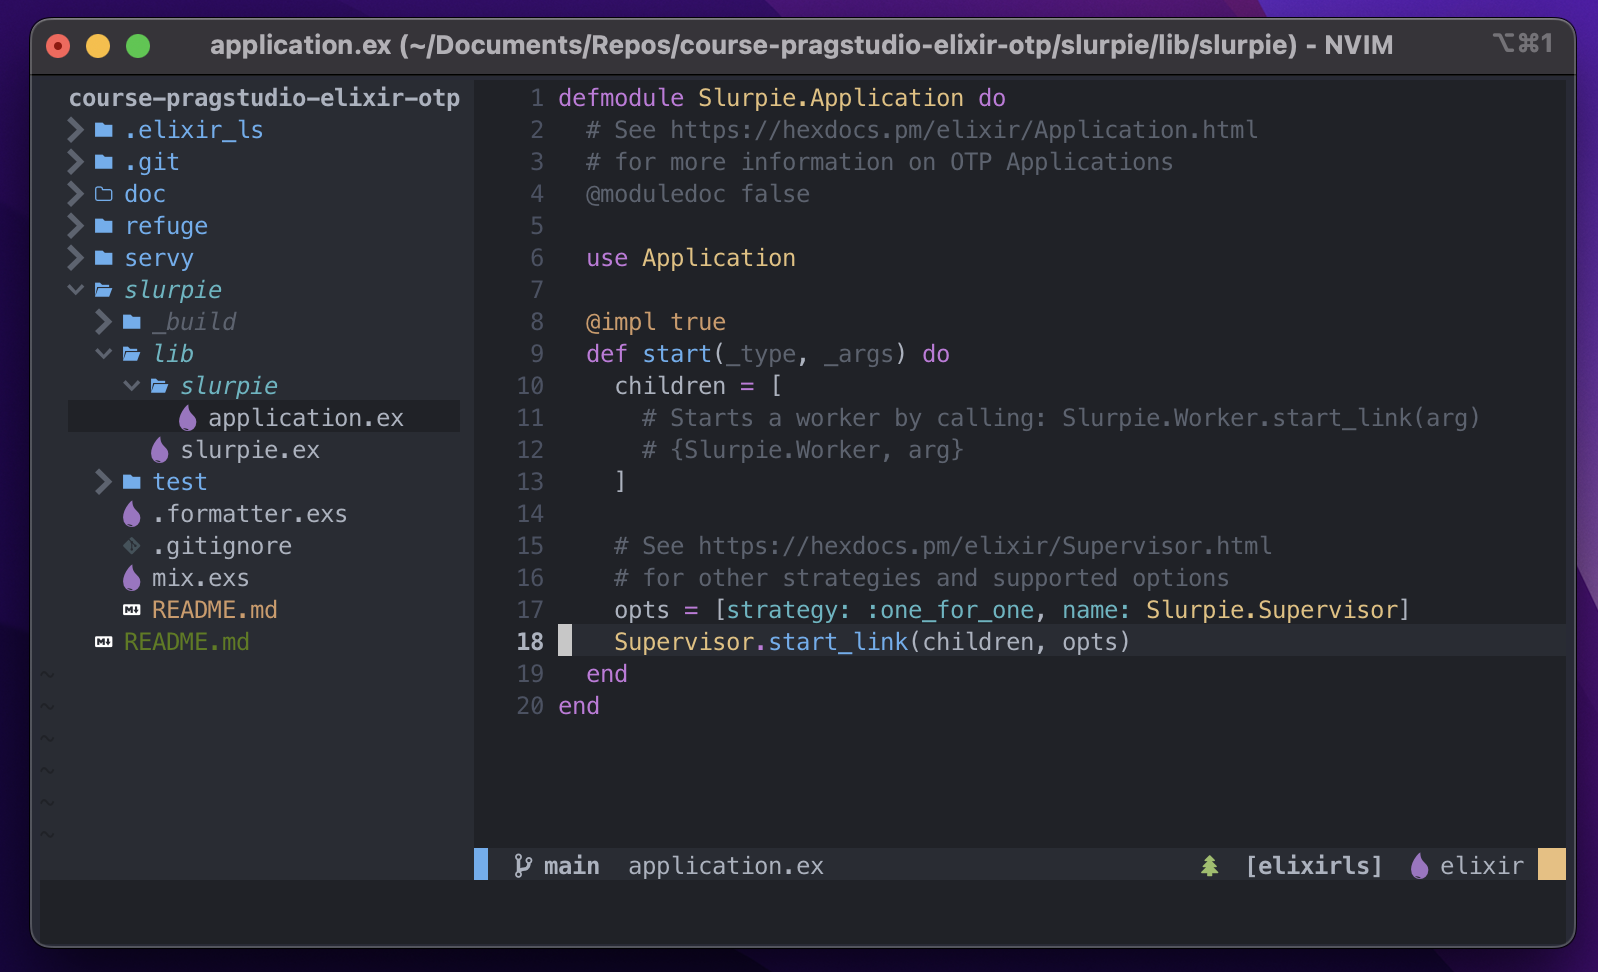 application.ex (~/Documents/Repos/course-pragstudio-elixir-otp/slurpie/lib/slurpie) - NVIM
⌥⌘1
course-pragstudio-elixir-otp
.elixir_ls
.git
doc
refuge
servy
slurpie
_build
lib
slurpie
application.ex
slurpie.ex
test
.formatter.exs
.gitignore
mix.exs
README.md
README.md
~
~
~
~
~
~
1 defmodule Slurpie.Application do
2   # See https://hexdocs.pm/elixir/Application.html
3   # for more information on OTP Applications
4   @moduledoc false
5
6   use Application
7
8   @impl true
9   def start(_type, _args) do
10     children = [
11       # Starts a worker by calling: Slurpie.Worker.start_link(arg)
12       # {Slurpie.Worker, arg}
13     ]
14
15     # See https://hexdocs.pm/elixir/Supervisor.html
16     # for other strategies and supported options
17     opts = [strategy: :one_for_one, name: Slurpie.Supervisor]
18     Supervisor.start_link(children, opts)
19   end
20 end
main application.ex [elixirls] elixir